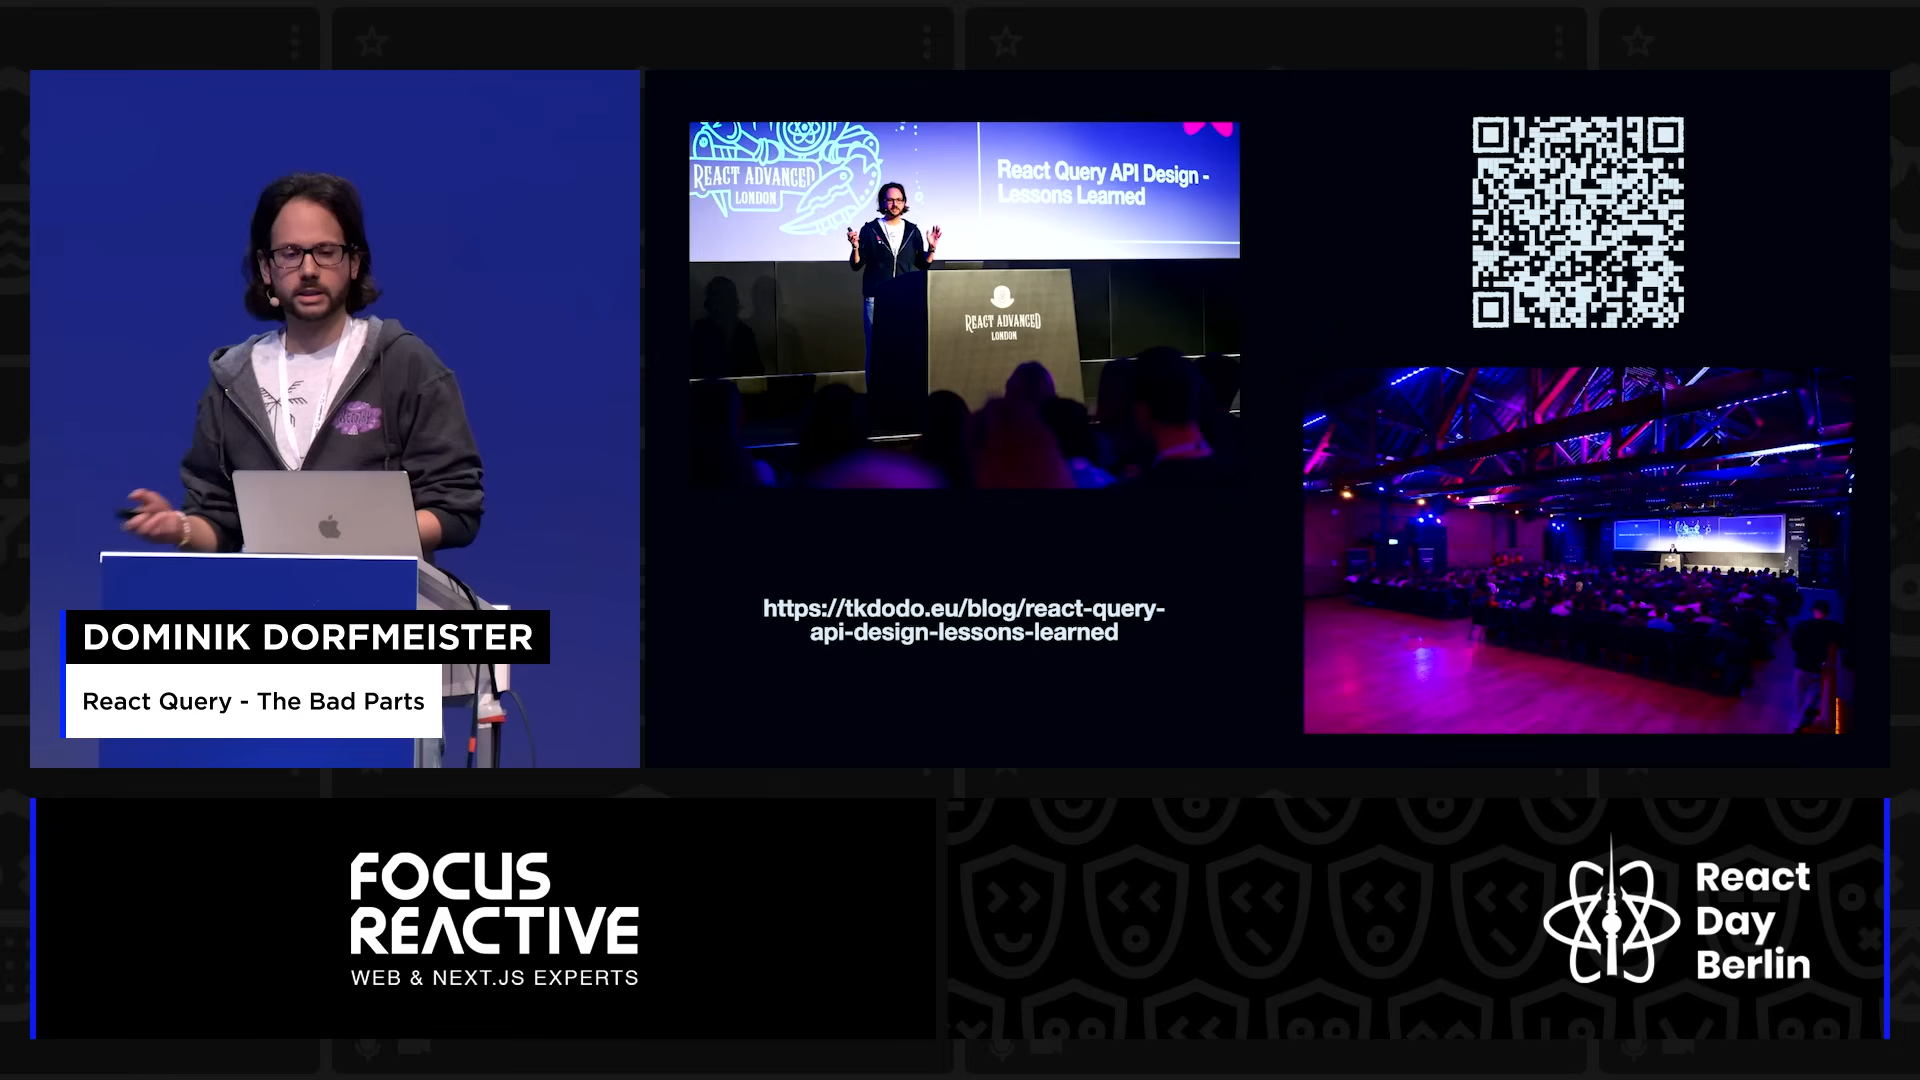 REACT ADVANCED
LONDON
React Query API Design -
Lessons Learned
REACT ADVANCED
LONDON
https://tkdodo.eu/blog/react-query-
api-design-lessons-learned
DOMINIK DORFMEISTER
React Query - The Bad Parts
FOCUS
REACTIVE
WEB & NEXT.JS EXPERTS
React
Day
Berlin